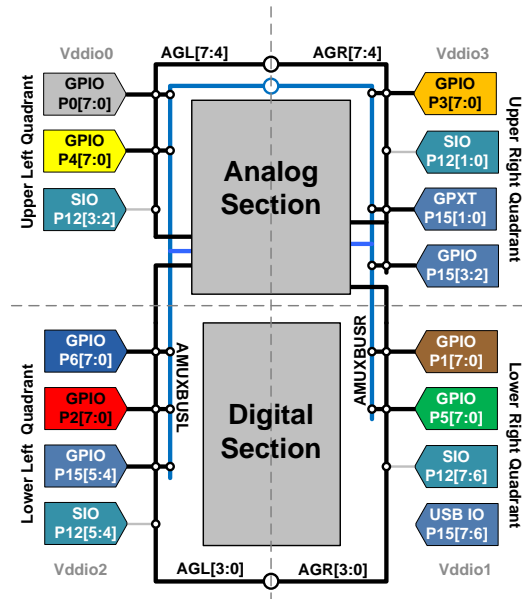 Vddio0
AGL[7:4]
AGR[7:4]
Vddio3
Upper Left Quadrant
GPIO
P0[7:0]
GPIO
P4[7:0]
SIO
P12[3:2]
Analog
Section
GPIO
P3[7:0]
SIO
P12[1:0]
GPXT
P15[1:0]
GPIO
P15[3:2]
Upper Right Quadrant
Lower Left Quadrant
GPIO
P6[7:0]
GPIO
P2[7:0]
GPIO
P15[5:4]
SIO
P12[5:4]
AMUXBUSL
Digital
Section
AMUXBUSR
GPIO
P1[7:0]
GPIO
P5[7:0]
SIO
P12[7:6]
USB IO
P15[7:6]
Lower Right Quadrant
Vddio2
AGL[3:0]
AGR[3:0]
Vddio1